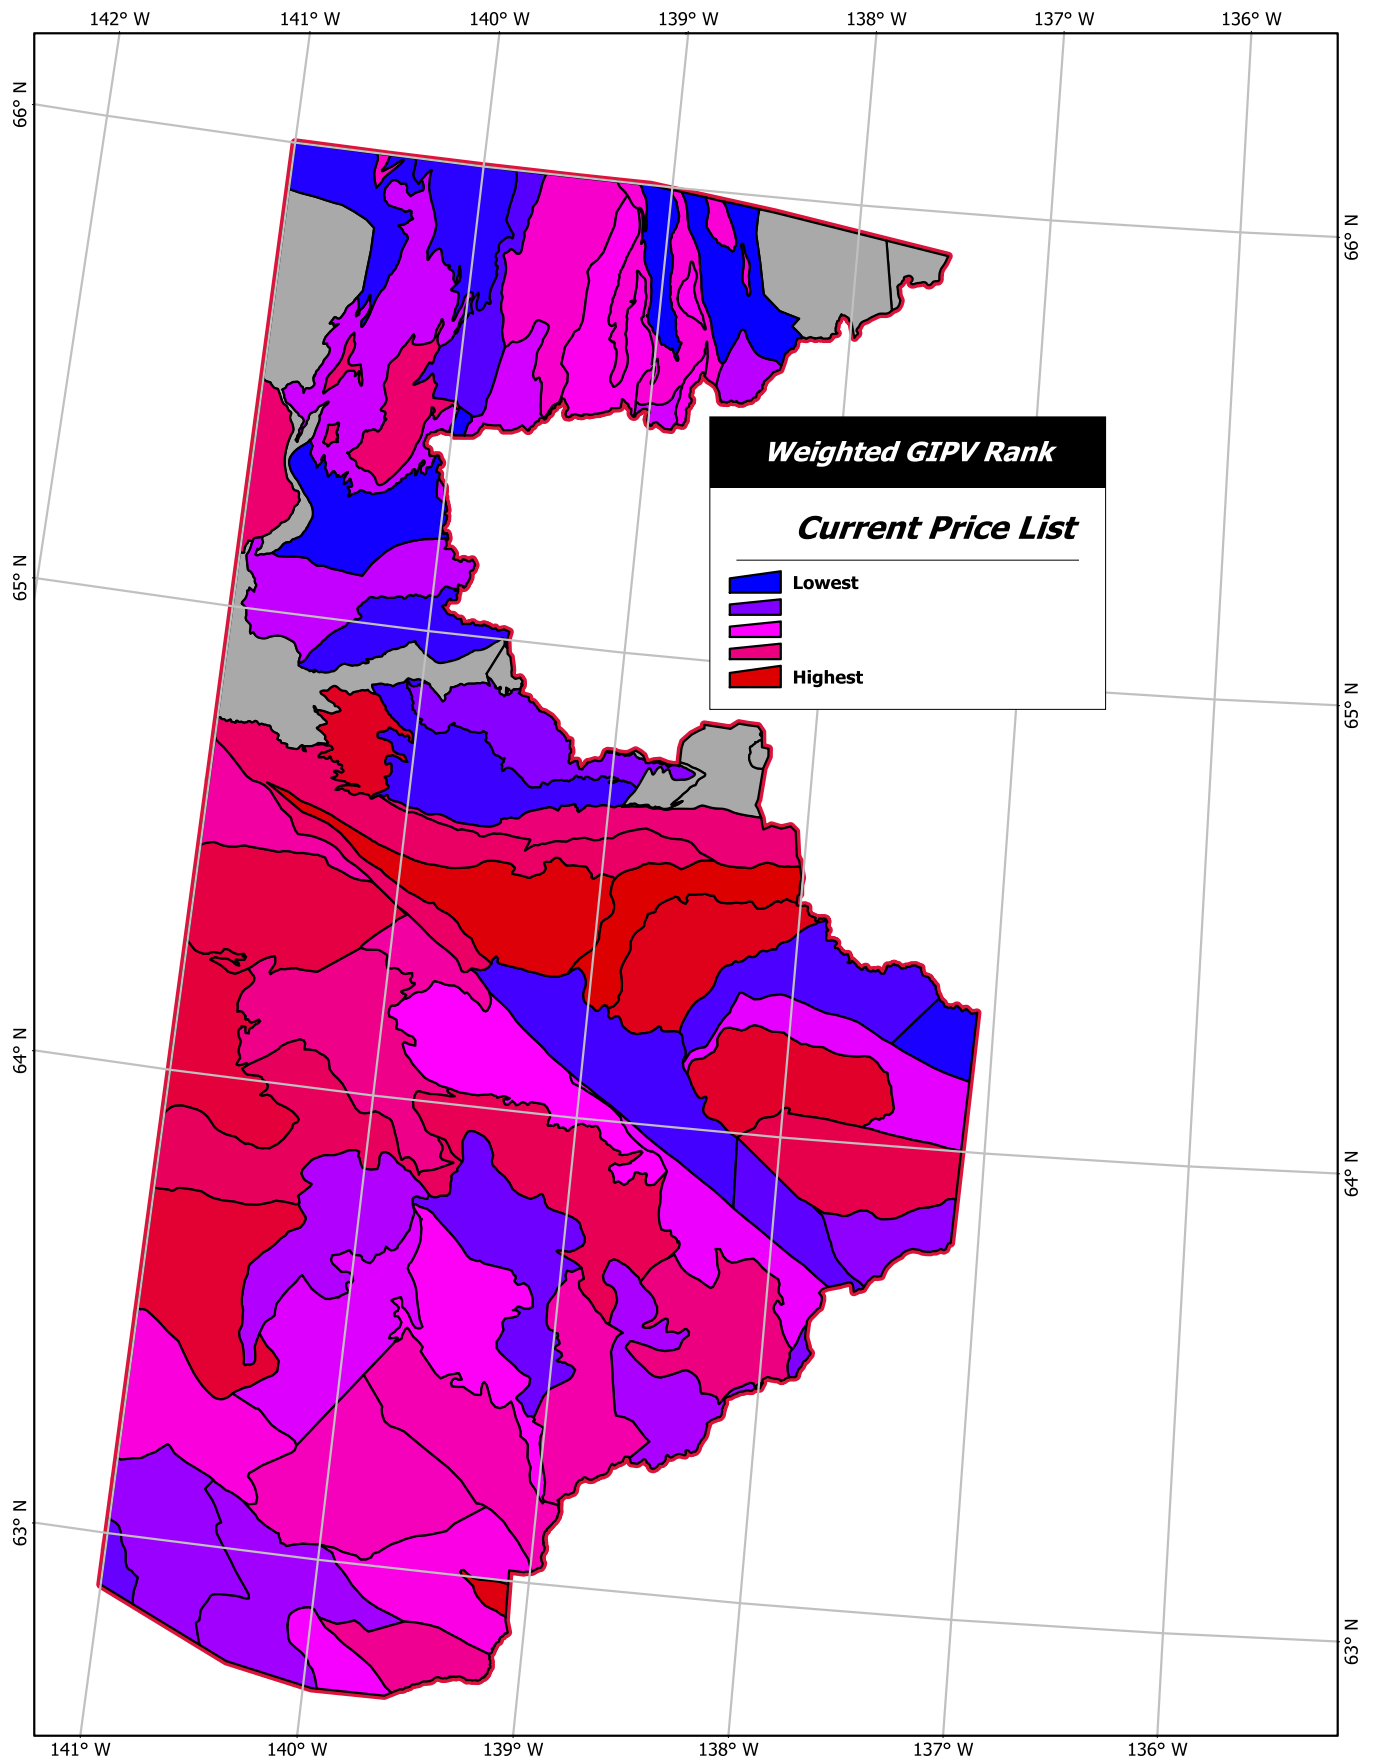 142° W 141° W 140° W 139° W 138° W 137° W 136° W
66° N
66° N
Weighted GIPV Rank
Current Price List
Lowest
Highest
65° N
65° N
64° N
64° N
63° N
63° N
141° W 140° W 139° W 138° W 137° W 136° W